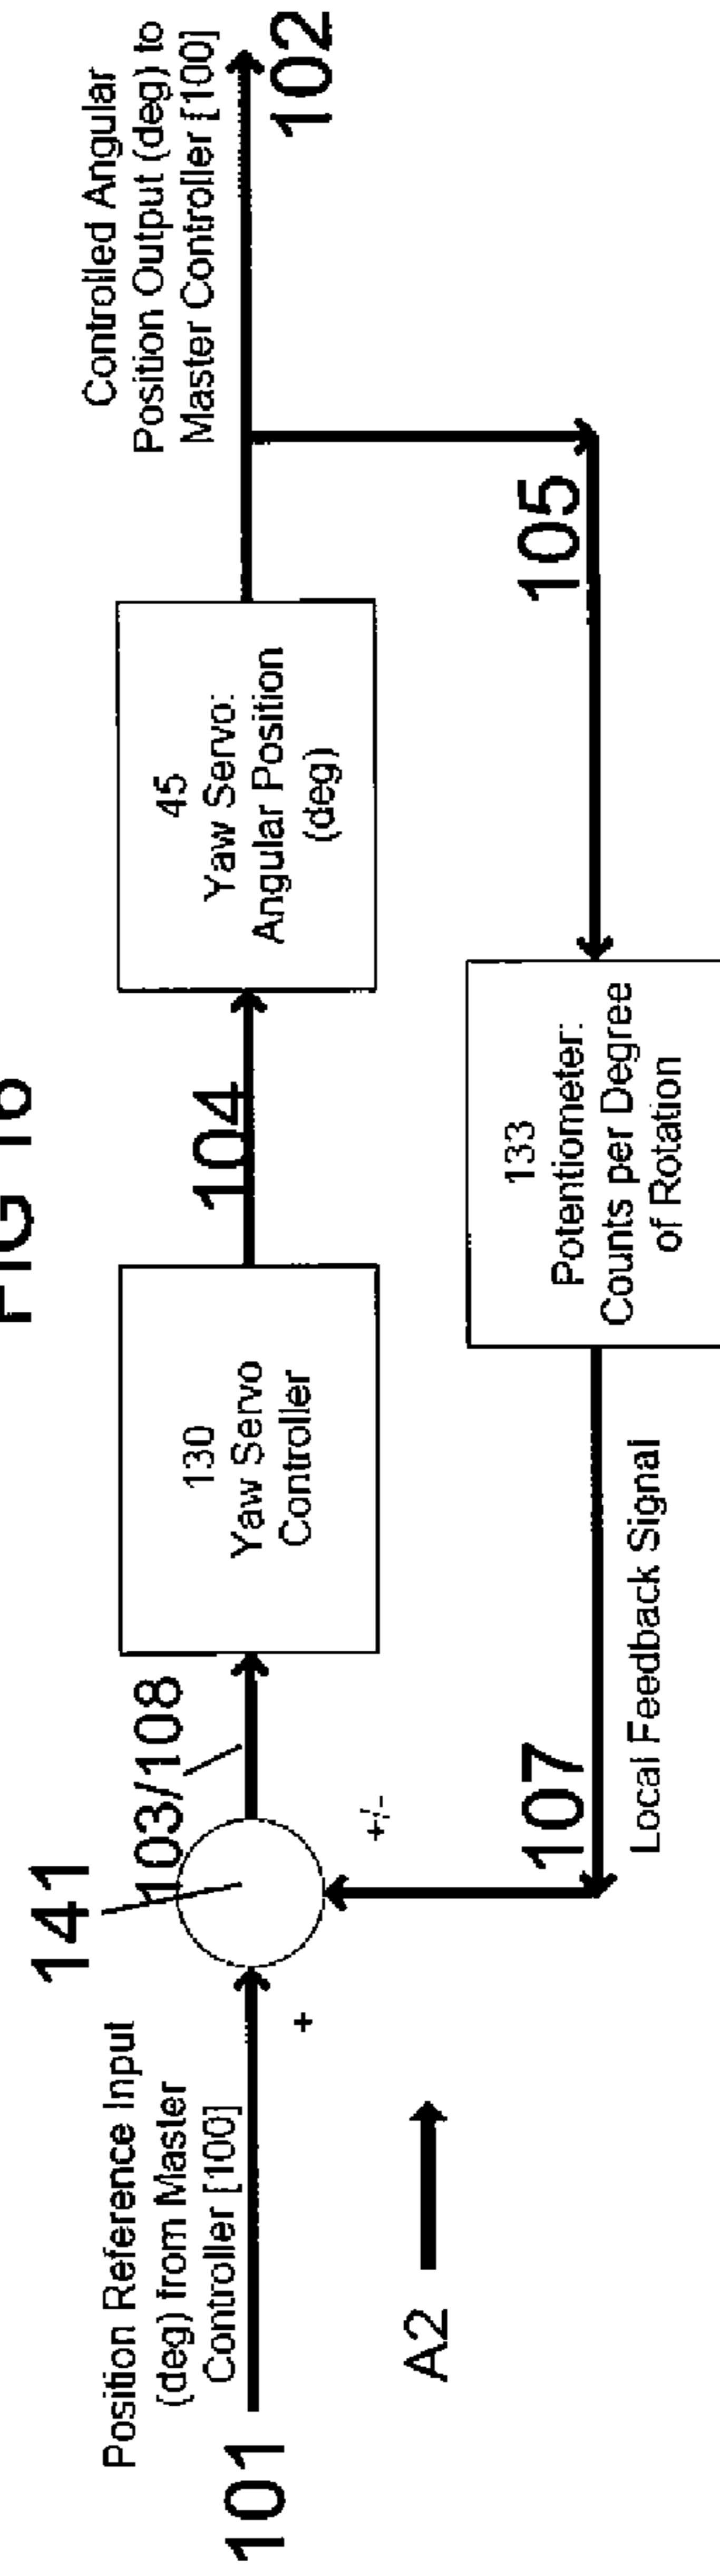 FIG 16
141
103/108
101
Position Reference Input
(deg) from Master
Controller [100]
+
+/-
130
Yaw Servo
Controller
104
45
Yaw Servo:
Angular Position
(deg)
Controlled Angular
Position Output (deg) to
Master Controller [100]
102
105
133
Potentiometer:
Counts per Degree
of Rotation
107
Local Feedback Signal
A2